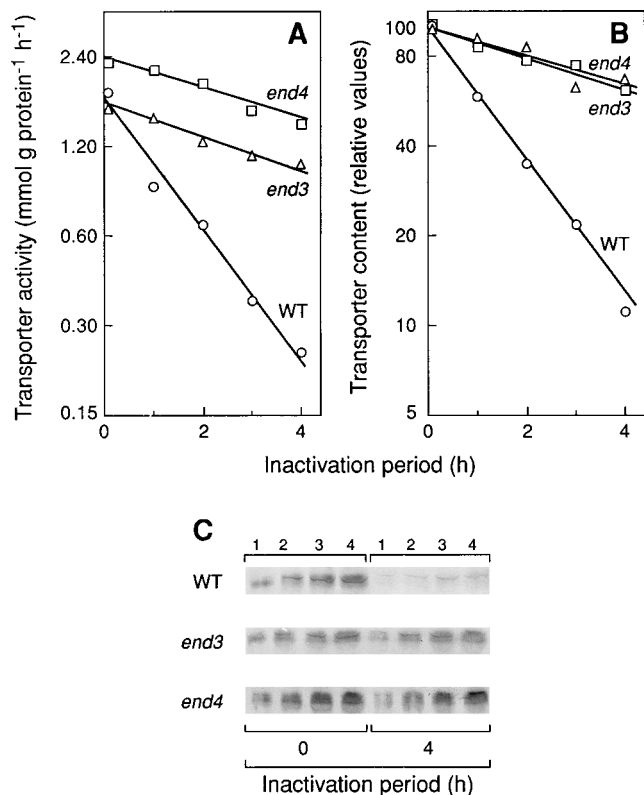 A
Transporter activity (mmol g protein⁻¹ h⁻¹)
2.40
1.20
0.60
0.30
0.15
end4
end3
WT
0 2 4
B
Transporter content (relative values)
100
80
40
20
10
5
end4
end3
WT
0 2 4
Inactivation period (h)
C
1 2 3 4 1 2 3 4
WT
end3
end4
0 4
Inactivation period (h)